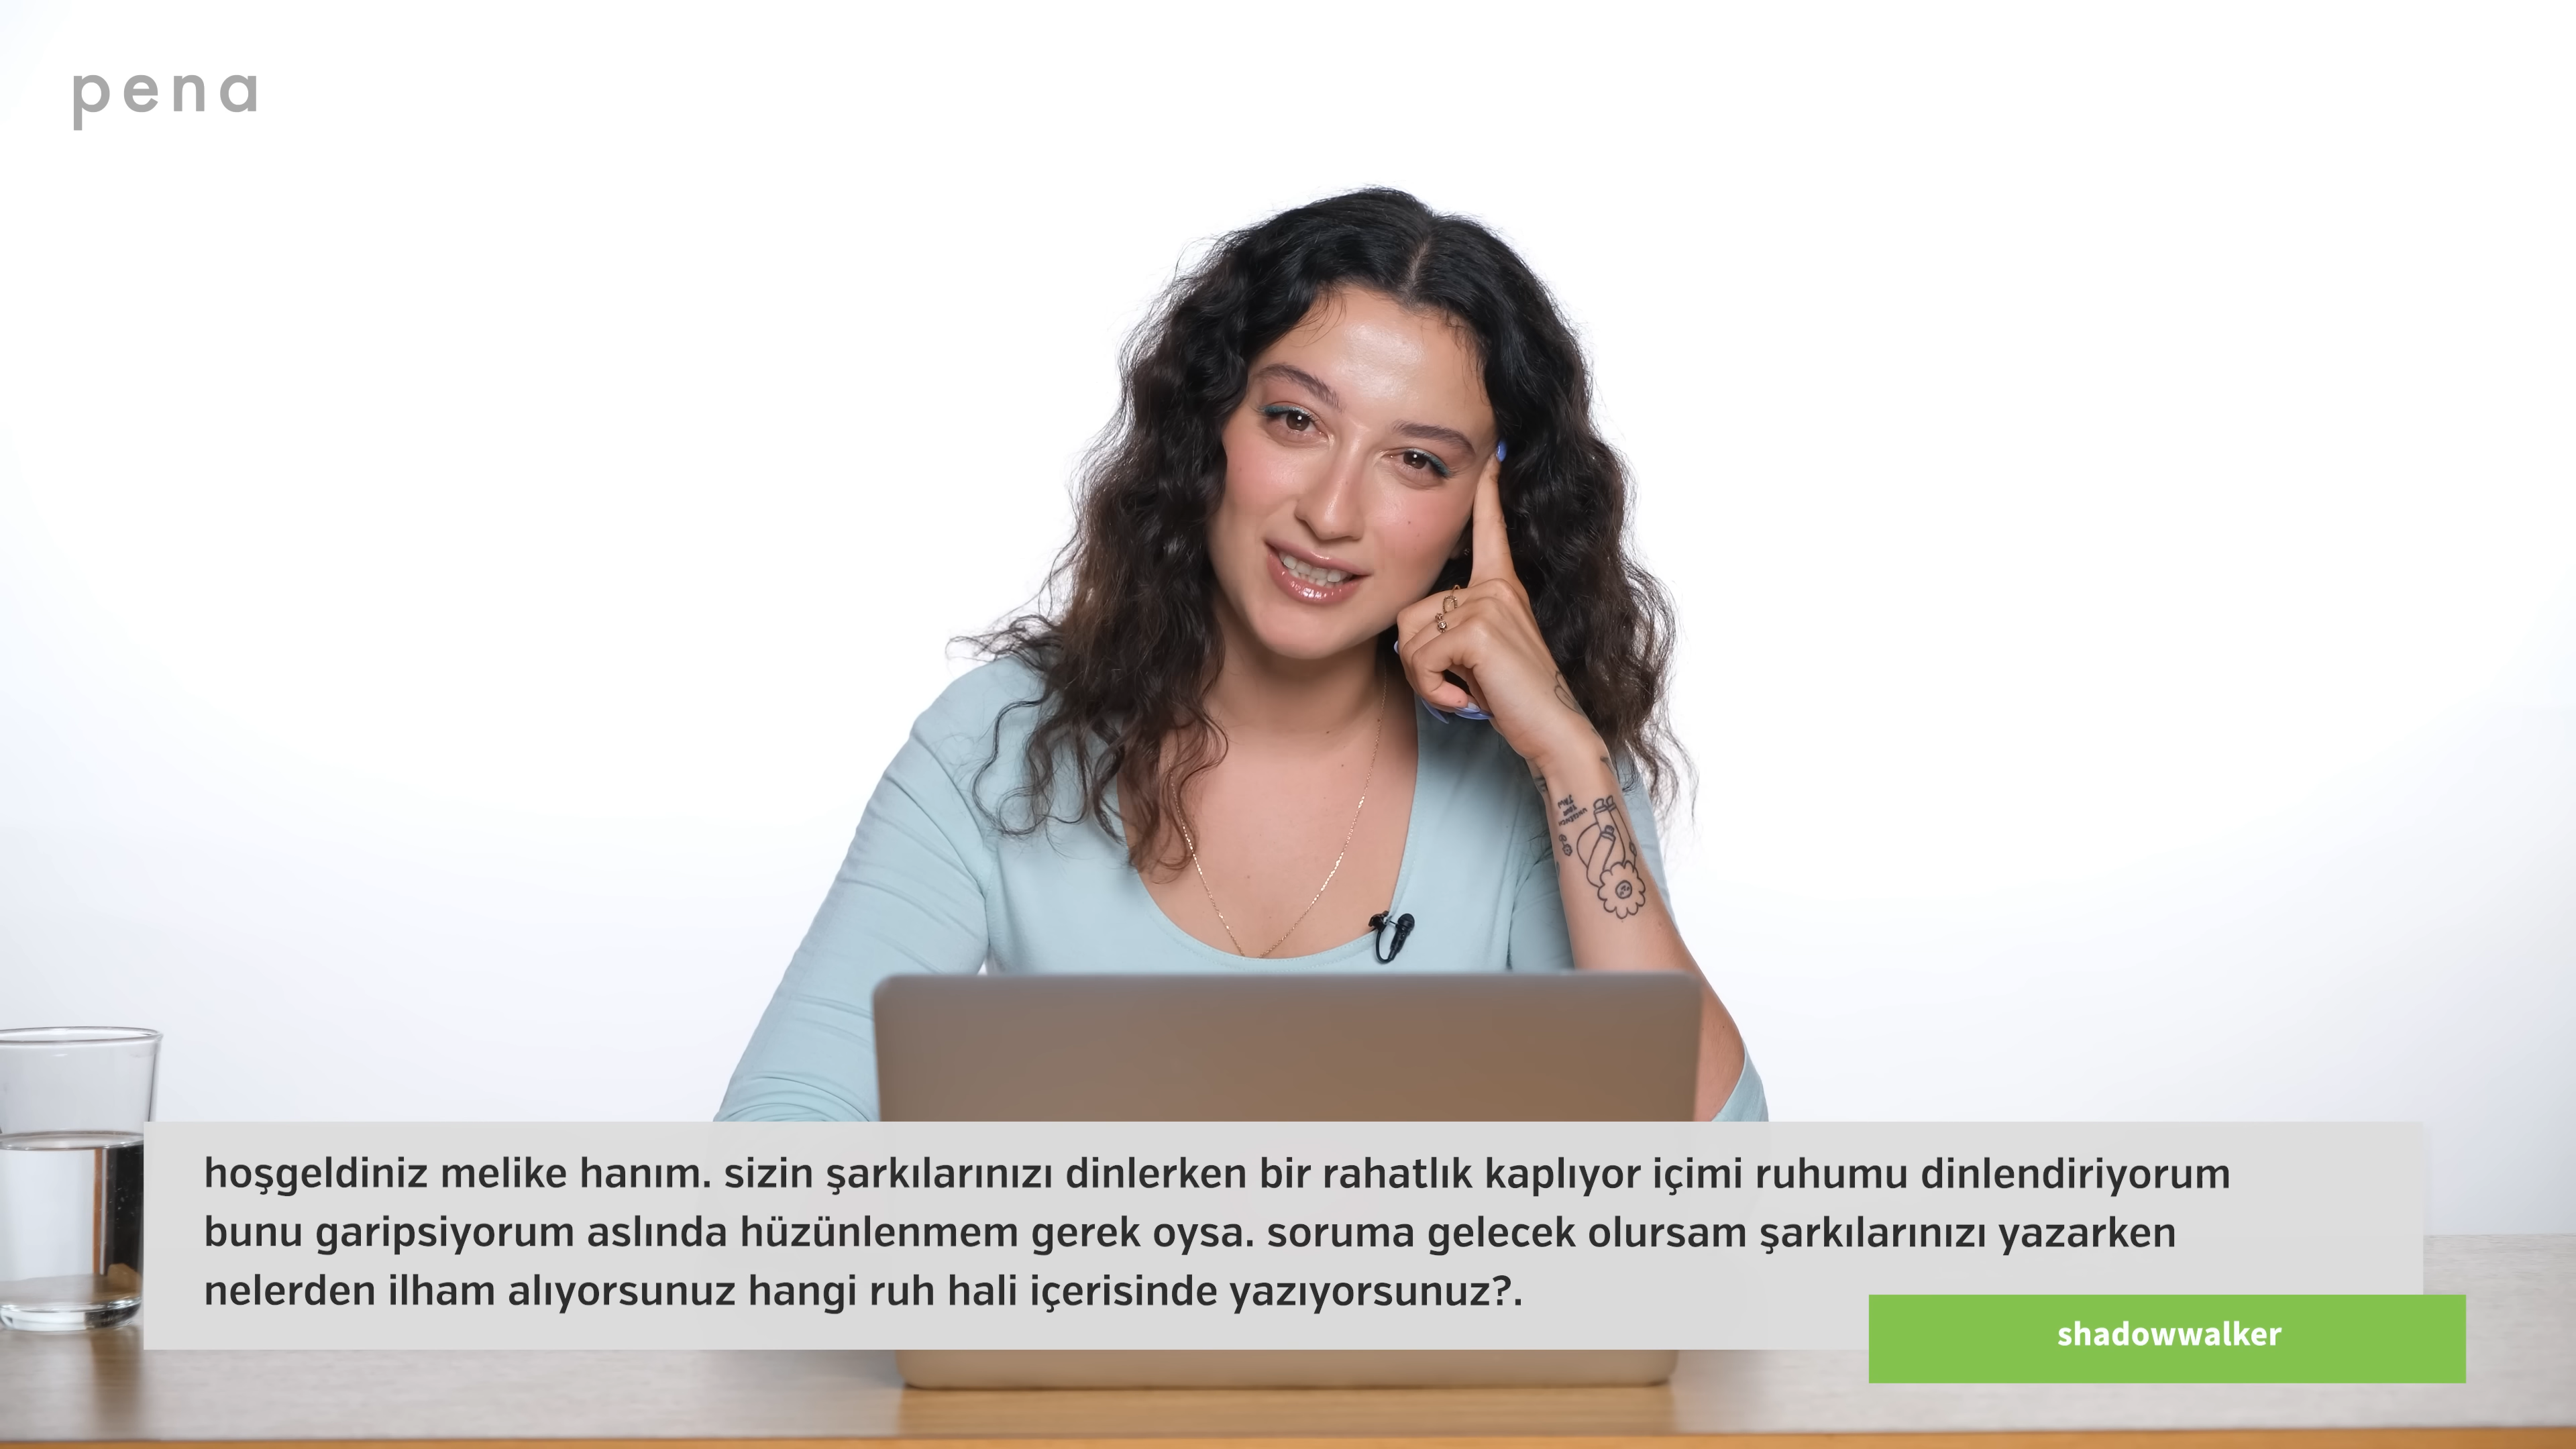 pena
hoşgeldiniz melike hanım. sizin şarkılarınızı dinlerken bir rahatlık kaplıyor içimi ruhumu dinlendiriyorum
bunu garipsiyorum aslında hüzünlenmem gerek oysa. soruma gelecek olursam şarkılarınızı yazarken
nelerden ilham alıyorsunuz hangi ruh hali içerisinde yazıyorsunuz?.
shadowwalker